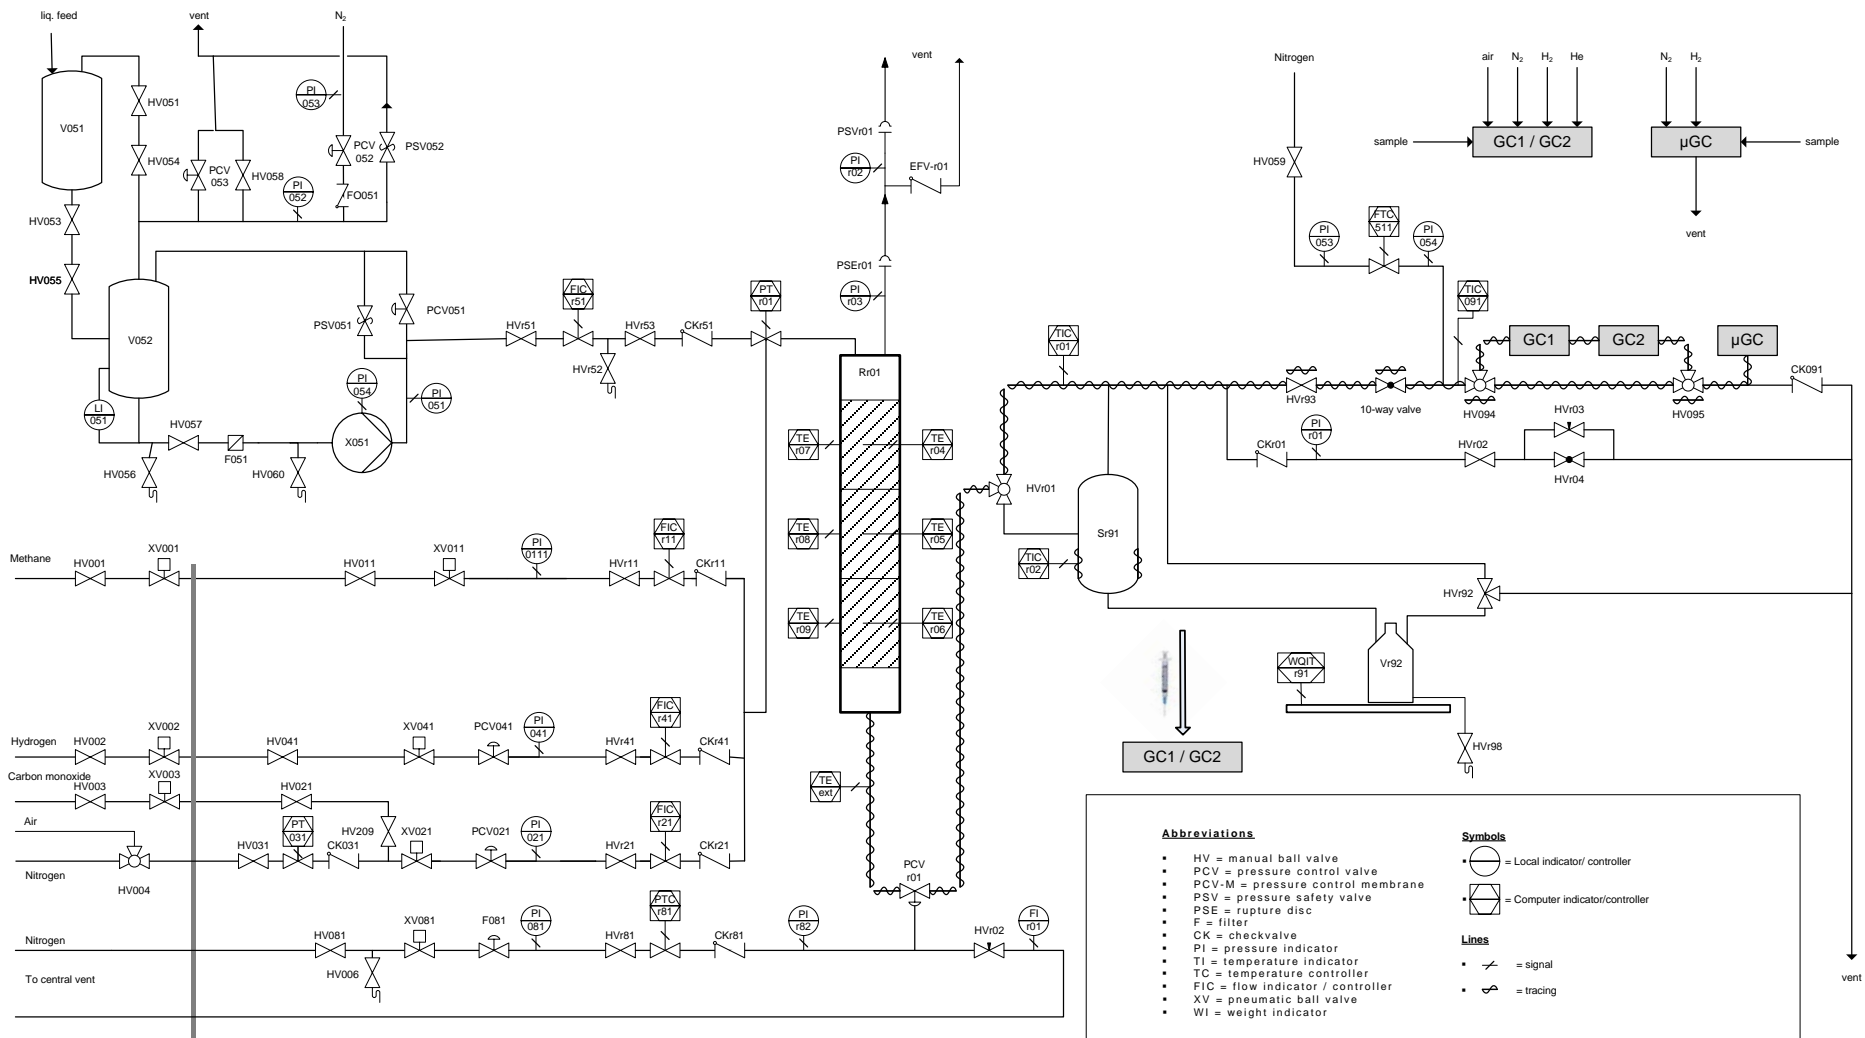 liq. feed
vent
N2
V051
HV051
HV054
HV053
HV055
PCV
053
HV058
PI
053
PCV
052
PSV052
PI
052
FO051
V052
LI
051
HV056
HV057
F051
HV060
X051
PI
054
PI
051
PSV051
PCV051
HVr51
FIC
r51
HVr52
HVr53
CKr51
PT
r01
vent
PSVr01
PI
r02
EFV-r01
PSEr01
PI
r03
Rr01
TE
r07
TE
r04
TE
r08
TE
r05
TE
r09
TE
r06
TE
ext
PCV
r01
Methane
HV001
XV001
HV011
XV011
PI
0111
HVr11
FIC
r11
CKr11
Hydrogen
HV002
XV002
HV041
XV041
PCV041
PI
041
HVr41
FIC
r41
CKr41
Carbon monoxide
HV003
XV003
HV021
Air
HV004
Nitrogen
HV031
PT
031
CK031
HV209
XV021
PCV021
PI
021
HVr21
FIC
r21
CKr21
Nitrogen
HV081
HV006
XV081
F081
PI
081
HVr81
PTC
r81
CKr81
PI
r82
HVr02
FI
r01
To central vent
Nitrogen
HV059
PI
053
FTC
511
PI
054
air
N2
H2
He
sample
GC1 / GC2
N2
H2
µGC
sample
vent
TIC
r01
TIC
091
GC1
GC2
µGC
HVr93
10-way valve
HV094
HV095
CK091
CKr01
PI
r01
HVr02
HVr03
HVr04
HVr01
Sr91
TIC
r02
HVr92
WQIT
r91
Vr92
HVr98
GC1 / GC2
vent
Abbreviations
▪ HV = manual ball valve
▪ PCV = pressure control valve
▪ PCV-M = pressure control membrane
▪ PSV = pressure safety valve
▪ PSE = rupture disc
▪ F = filter
▪ CK = checkvalve
▪ PI = pressure indicator
▪ TI = temperature indicator
▪ TC = temperature controller
▪ FIC = flow indicator / controller
▪ XV = pneumatic ball valve
▪ WI = weight indicator
Symbols
▪ = Local indicator/ controller
▪ = Computer indicator/controller
Lines
▪ = signal
▪ = tracing